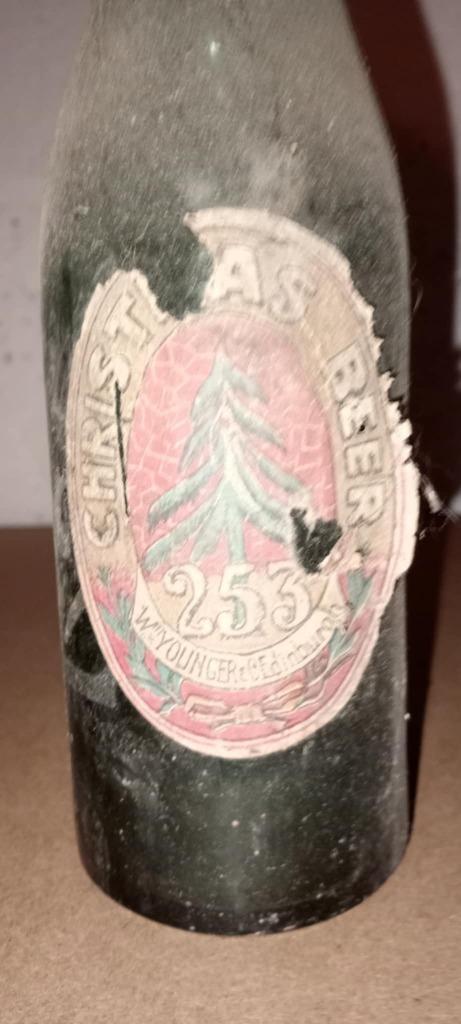 CHRIST AS BEER
253
Wm YOUNGER & Co Edinburgh